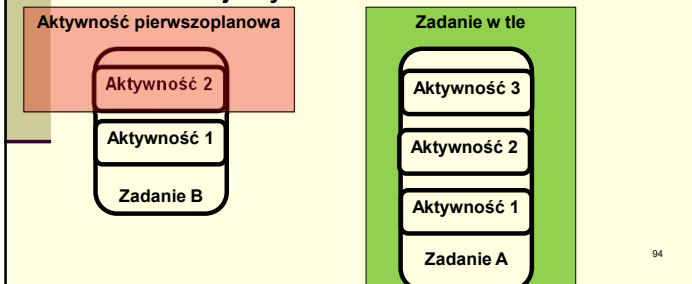 Aktywność pierwszoplanowa
Aktywność 2
Aktywność 1
Zadanie B
Zadanie w tle
Aktywność 3
Aktywność 2
Aktywność 1
Zadanie A
94